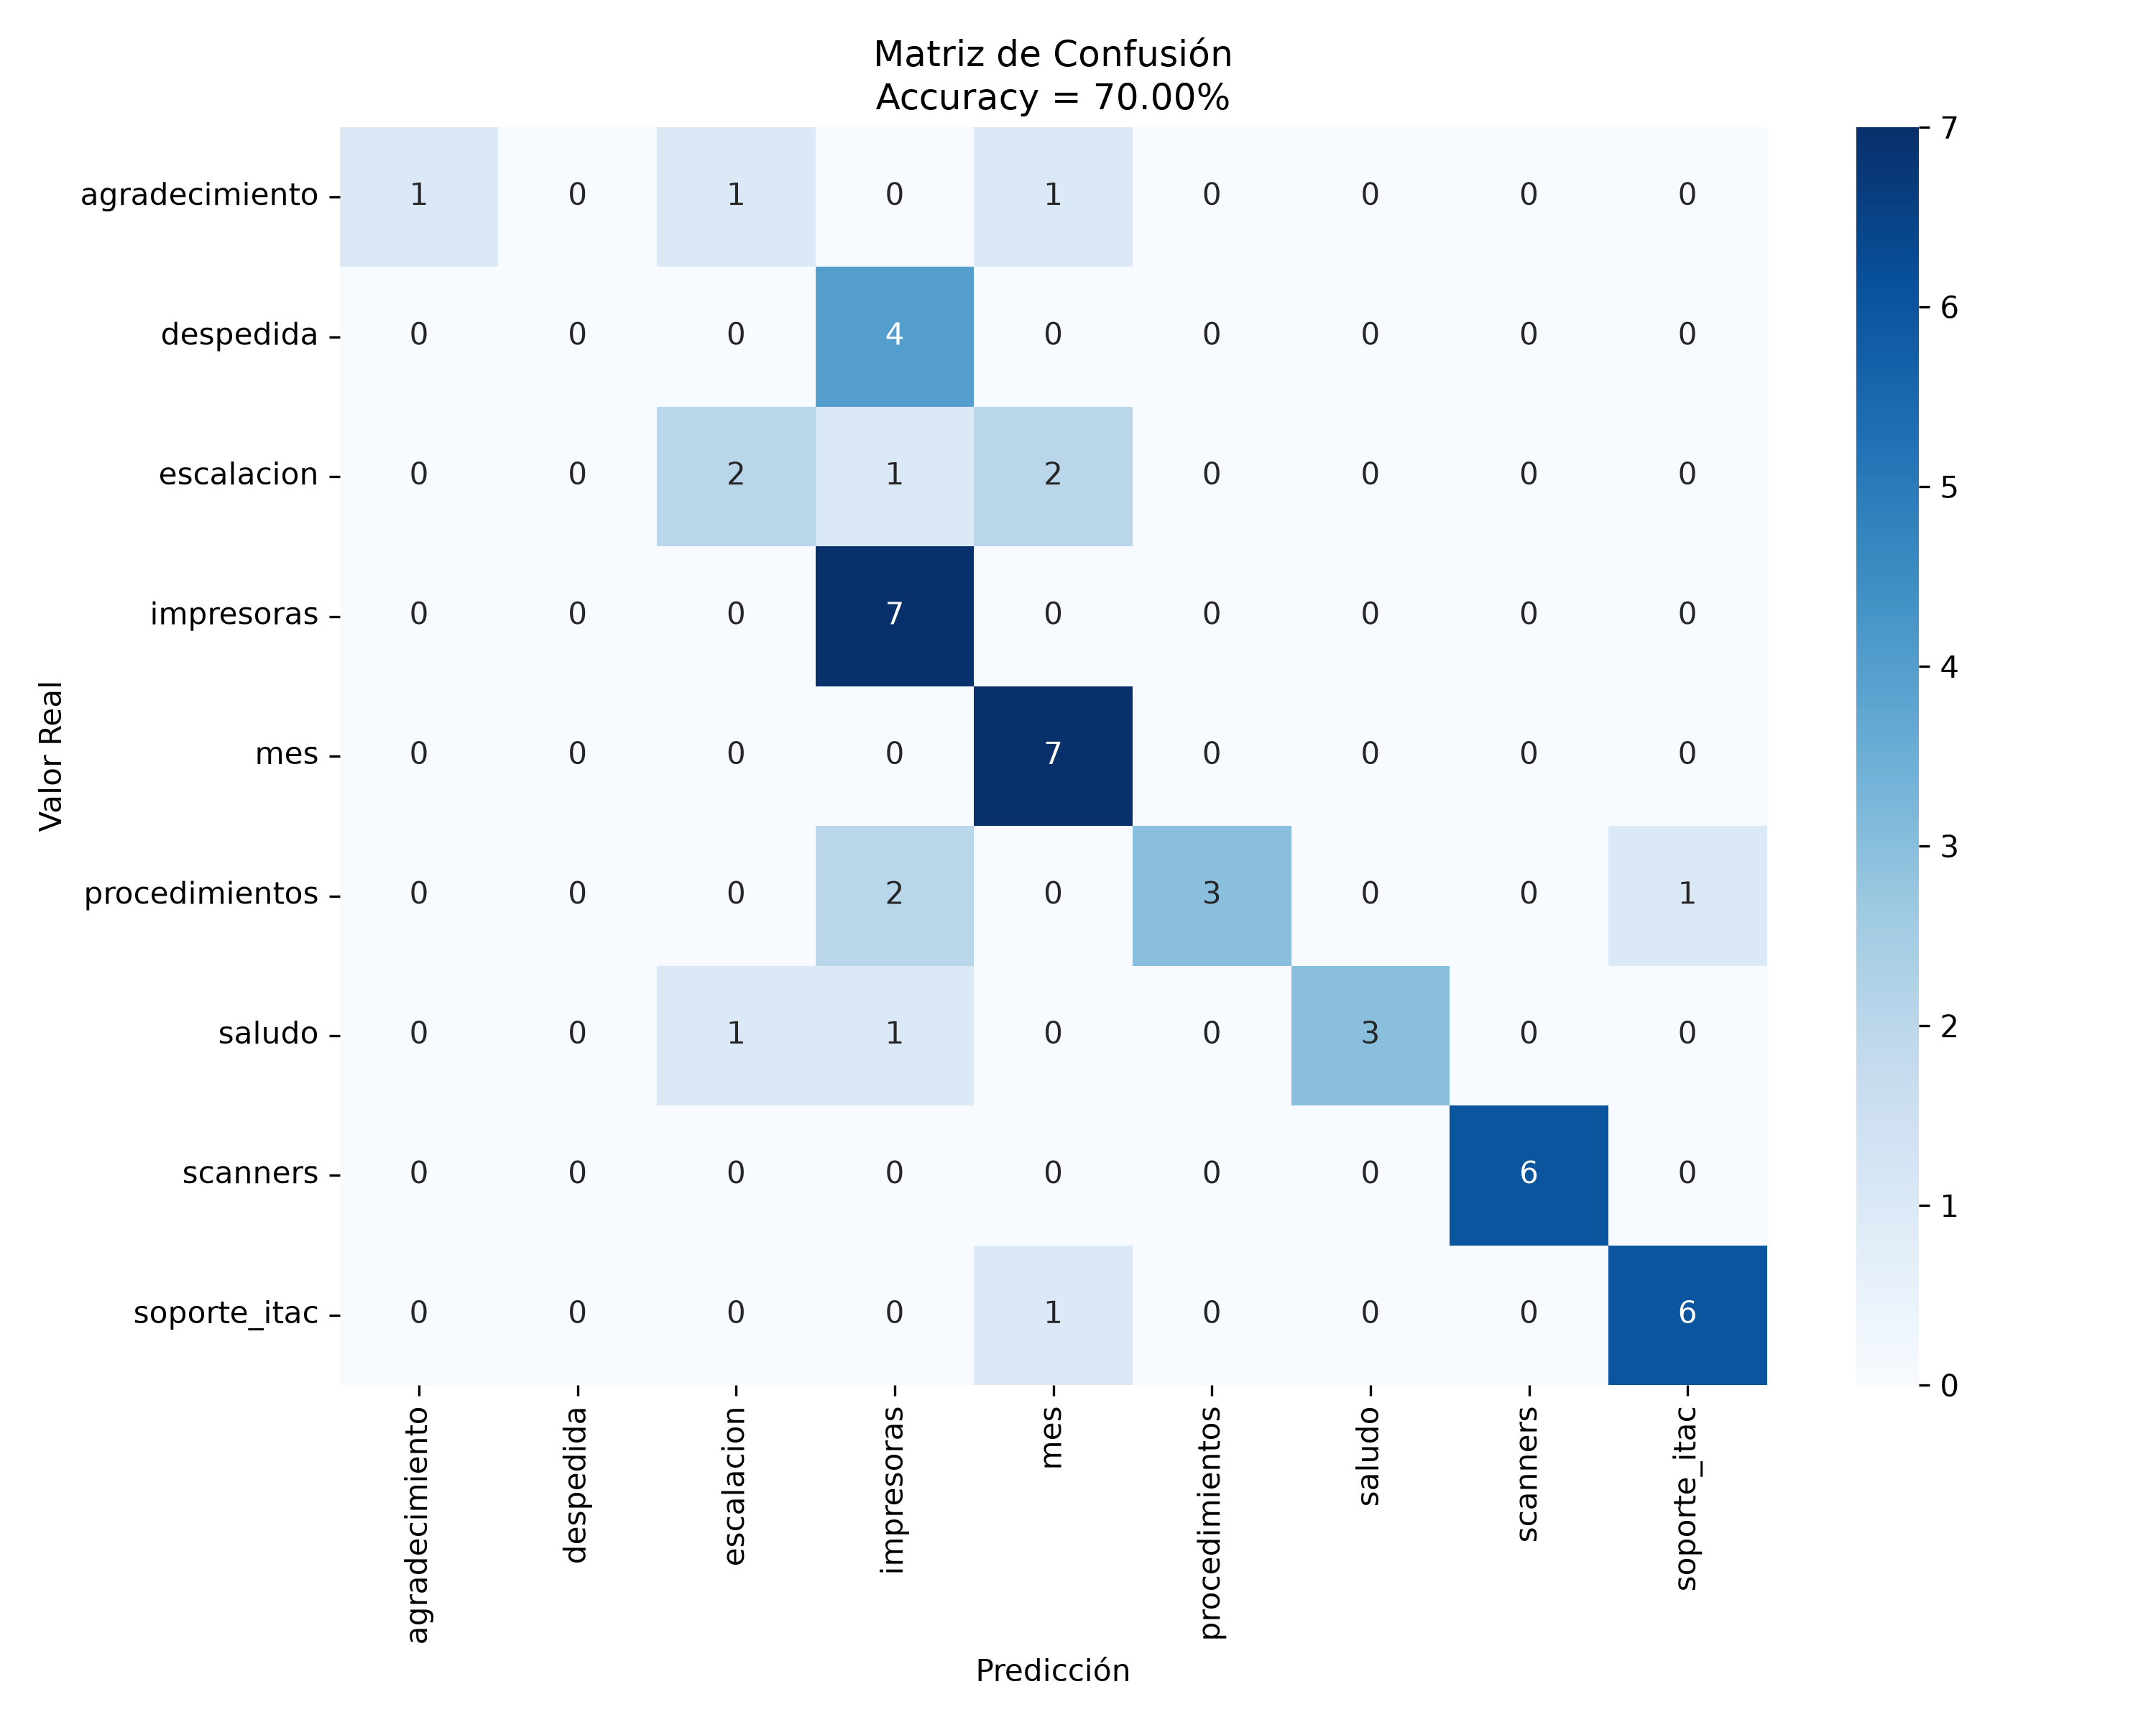 Matriz de Confusión
Accuracy = 70.00%
agradecimiento 1 0 1 0 1 0 0 0 0
despedida 0 0 0 4 0 0 0 0 0
escalacion 0 0 2 1 2 0 0 0 0
impresoras 0 0 0 7 0 0 0 0 0
mes 0 0 0 0 7 0 0 0 0
procedimientos 0 0 0 2 0 3 0 0 1
saludo 0 0 1 1 0 0 3 0 0
scanners 0 0 0 0 0 0 0 6 0
soporte_itac 0 0 0 0 1 0 0 0 6
Valor Real
agradecimiento despedida escalacion impresoras mes procedimientos saludo scanners soporte_itac
Predicción
7
6
5
4
3
2
1
0